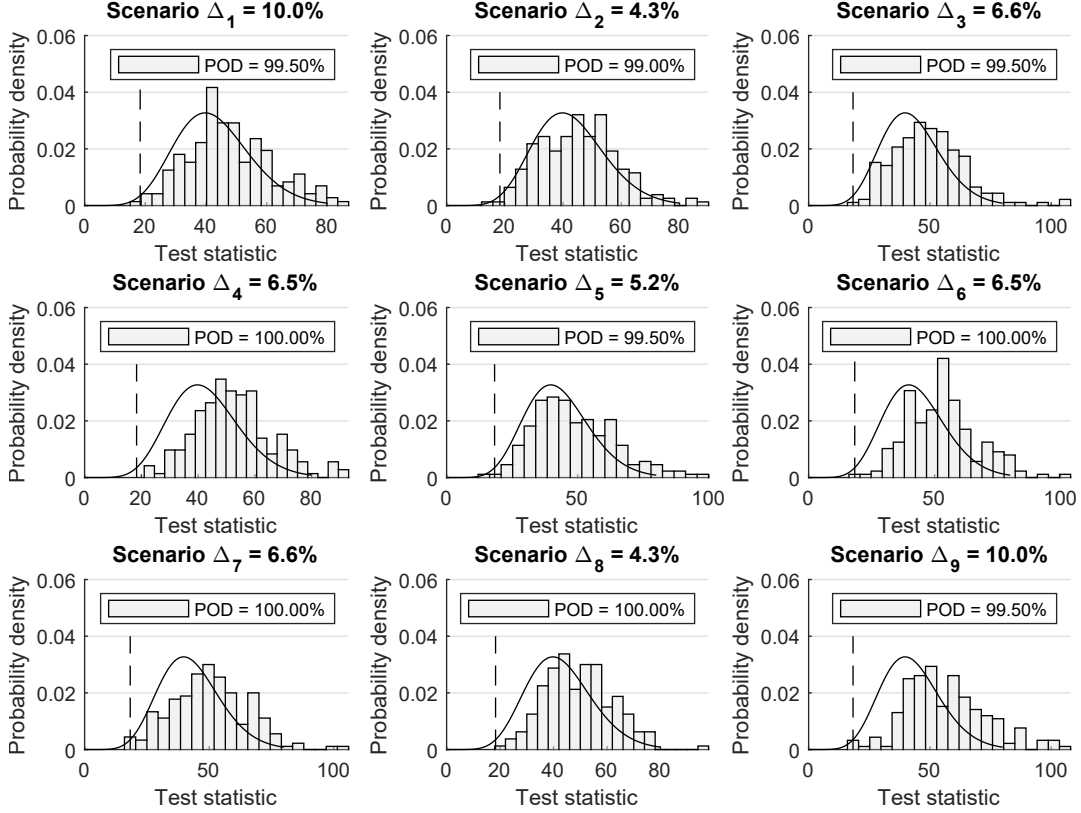 Scenario Δ1 = 10.0%
Scenario Δ2 = 4.3%
Scenario Δ3 = 6.6%
Probability density
0.06
0.04
0.02
0
POD = 99.50%
0 20 40 60 80
Test statistic
Probability density
0.06
0.04
0.02
0
POD = 99.00%
0 20 40 60 80
Test statistic
Probability density
0.06
0.04
0.02
0
POD = 99.50%
0 50 100
Test statistic
Scenario Δ4 = 6.5%
Scenario Δ5 = 5.2%
Scenario Δ6 = 6.5%
Probability density
0.06
0.04
0.02
0
POD = 100.00%
0 20 40 60 80
Test statistic
Probability density
0.06
0.04
0.02
0
POD = 99.50%
0 50 100
Test statistic
Probability density
0.06
0.04
0.02
0
POD = 100.00%
0 50 100
Test statistic
Scenario Δ7 = 6.6%
Scenario Δ8 = 4.3%
Scenario Δ9 = 10.0%
Probability density
0.06
0.04
0.02
0
POD = 100.00%
0 50 100
Test statistic
Probability density
0.06
0.04
0.02
0
POD = 100.00%
0 20 40 60 80
Test statistic
Probability density
0.06
0.04
0.02
0
POD = 99.50%
0 50 100
Test statistic